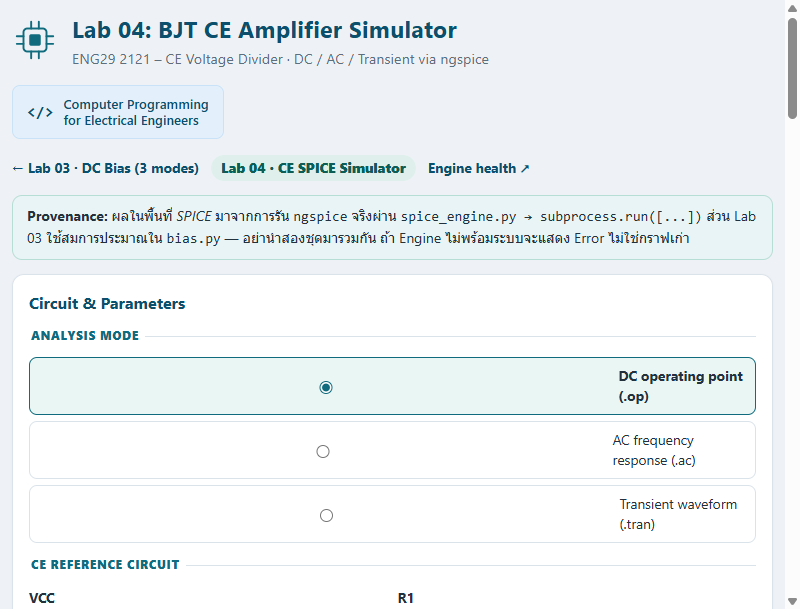 Lab 04: BJT CE Amplifier Simulator
ENG29 2121 – CE Voltage Divider · DC / AC / Transient via ngspice
</> Computer Programming
for Electrical Engineers
← Lab 03 · DC Bias (3 modes) Lab 04 · CE SPICE Simulator Engine health ↗
Provenance: ผลในพื้นที่ SPICE มาจากการรัน ngspice จริงผ่าน spice_engine.py → subprocess.run([...]) ส่วน Lab
03 ใช้สมการประมาณใน bias.py — อย่านำสองชุดมารวมกัน ถ้า Engine ไม่พร้อมระบบจะแสดง Error ไม่ใช่กราฟเก่า
Circuit & Parameters
ANALYSIS MODE
DC operating point
(.op)
AC frequency
response (.ac)
Transient waveform
(.tran)
CE REFERENCE CIRCUIT
VCC R1